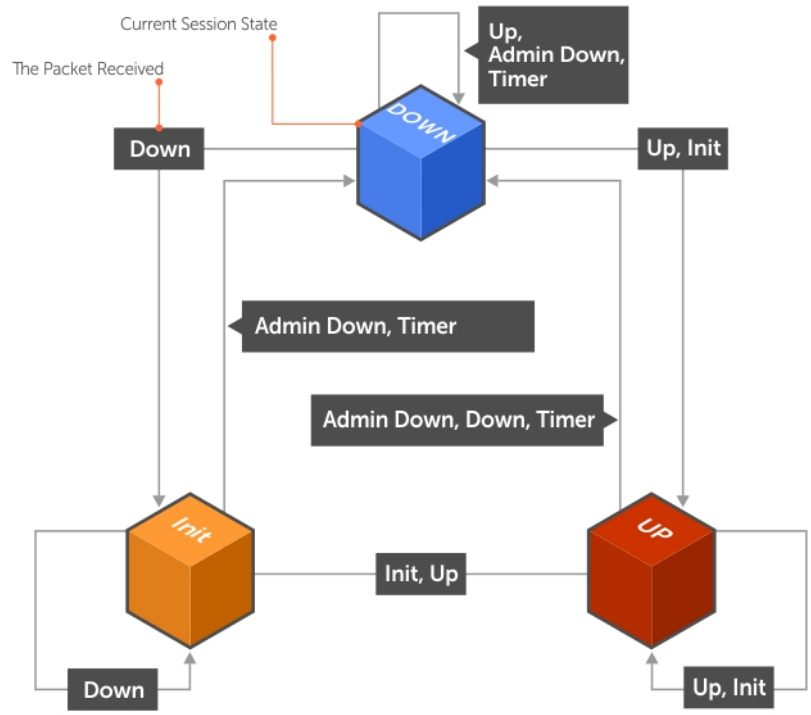 Current Session State
The Packet Received
Up,
Admin Down,
Timer
DOWN
Down
Up, Init
Admin Down, Timer
Admin Down, Down, Timer
Init
UP
Init, Up
Down
Up, Init